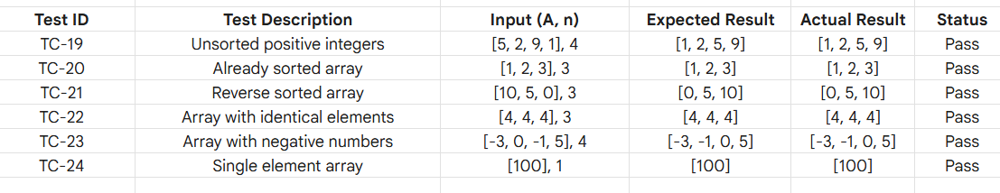 Test ID Test Description Input (A, n) Expected Result Actual Result Status
TC-19 Unsorted positive integers [5, 2, 9, 1], 4 [1, 2, 5, 9] [1, 2, 5, 9] Pass
TC-20 Already sorted array [1, 2, 3], 3 [1, 2, 3] [1, 2, 3] Pass
TC-21 Reverse sorted array [10, 5, 0], 3 [0, 5, 10] [0, 5, 10] Pass
TC-22 Array with identical elements [4, 4, 4], 3 [4, 4, 4] [4, 4, 4] Pass
TC-23 Array with negative numbers [-3, 0, -1, 5], 4 [-3, -1, 0, 5] [-3, -1, 0, 5] Pass
TC-24 Single element array [100], 1 [100] [100] Pass